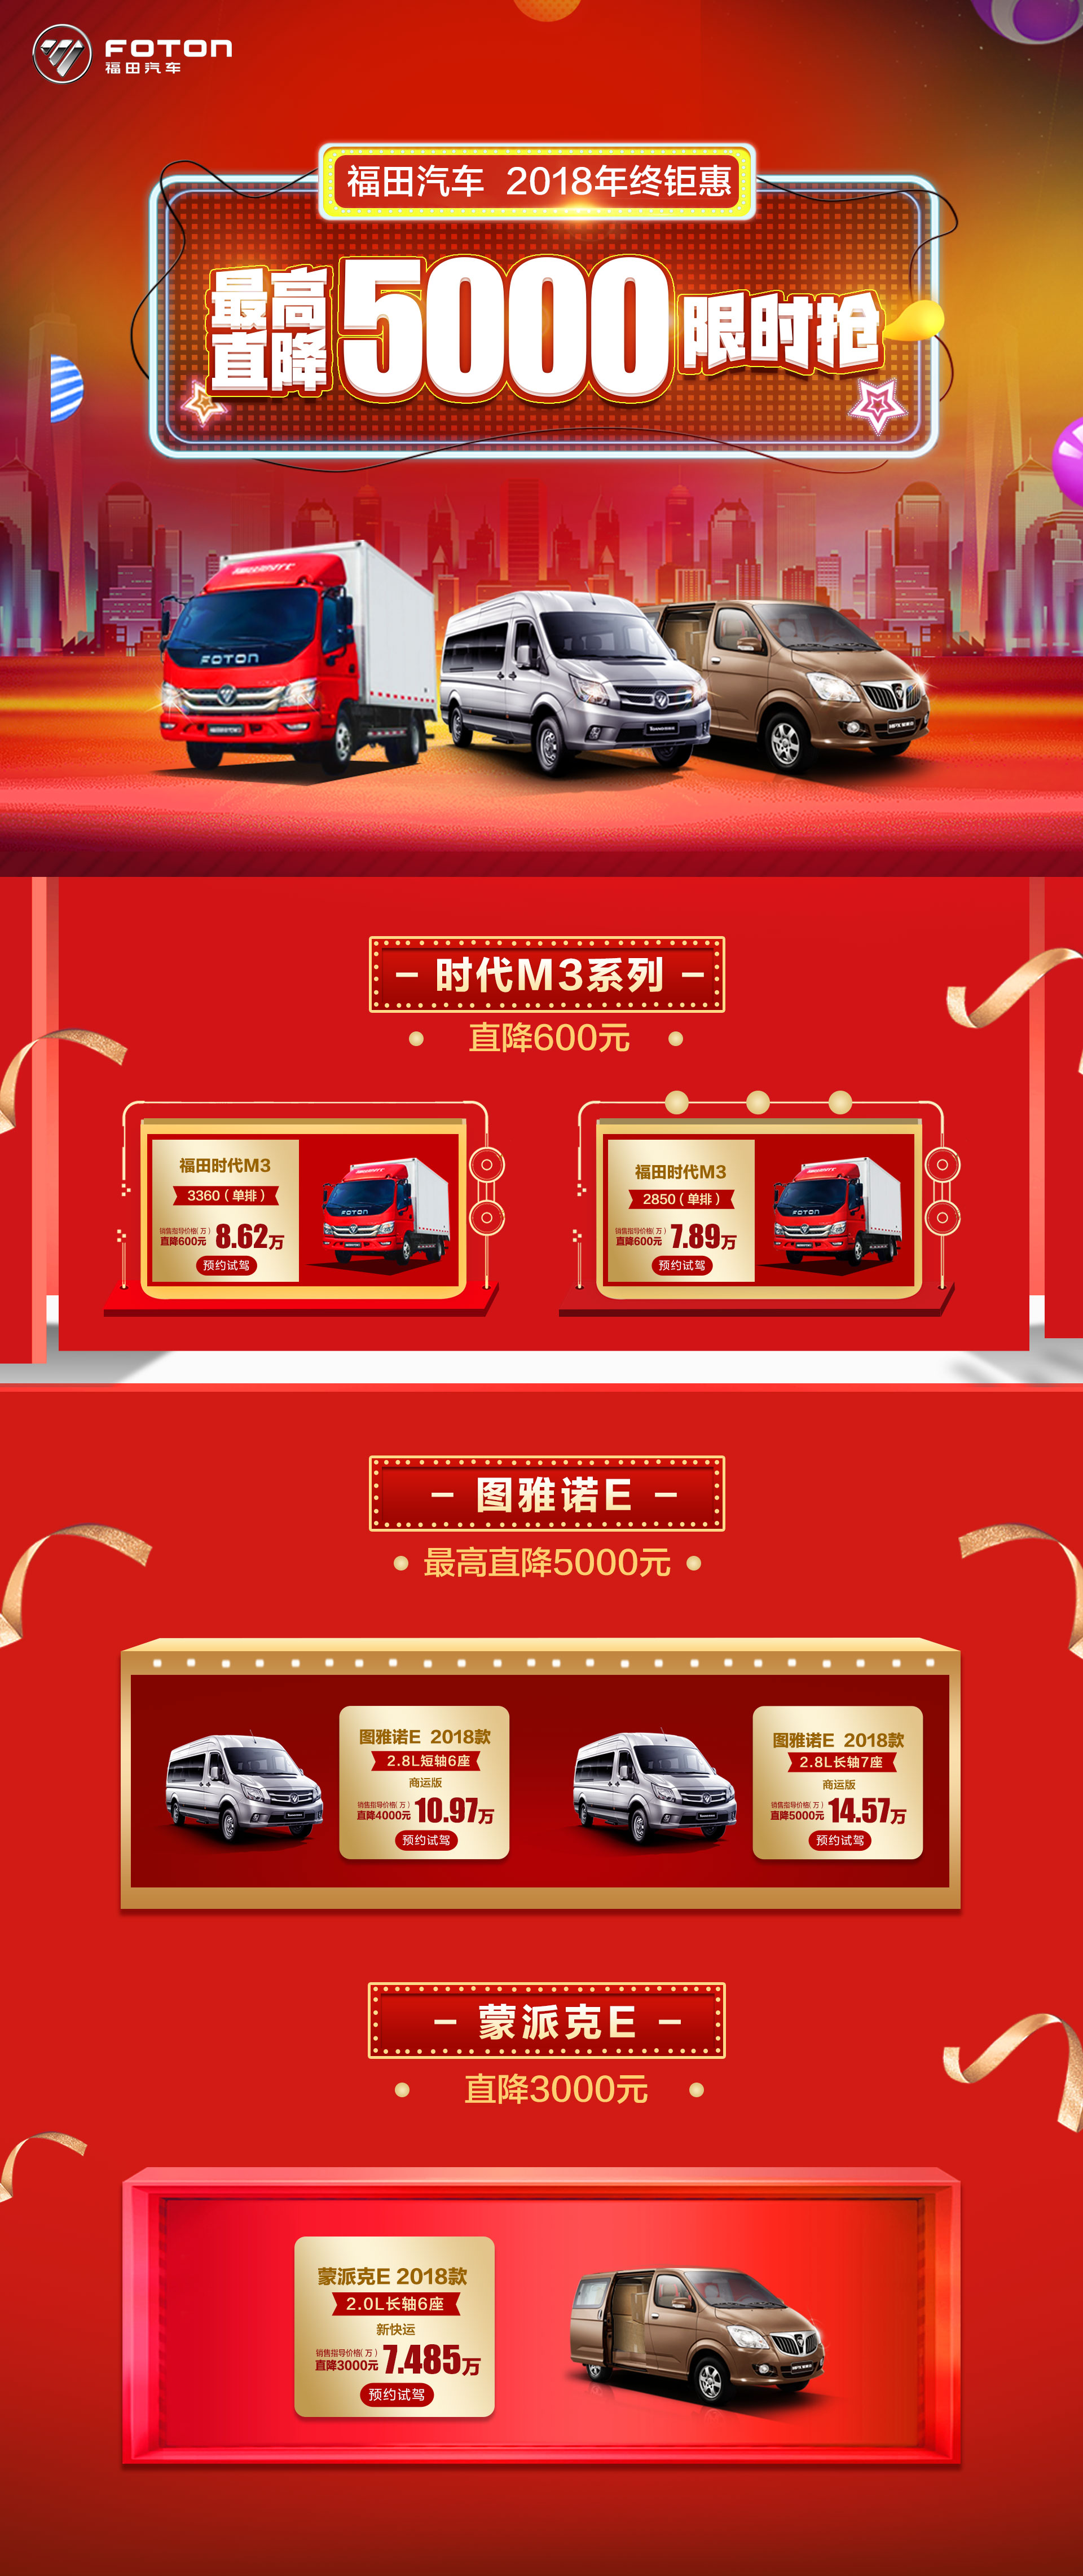 FOTON
福田汽车
福田汽车 2018年终钜惠
最高
直降
5000
限时抢
FOTON
时代M3系列
直降600元
福田时代M3
3360（单排）
销售指导价格(万)
直降600元
8.62万
预约试驾
FOTON
福田时代M3
2850（单排）
销售指导价格(万)
直降600元
7.89万
预约试驾
FOTON
图雅诺E
最高直降5000元
图雅诺E 2018款
2.8L短轴6座
商运版
销售指导价格(万)
直降4000元
10.97万
预约试驾
图雅诺E 2018款
2.8L长轴7座
商运版
销售指导价格(万)
直降5000元
14.57万
预约试驾
蒙派克E
直降3000元
蒙派克E 2018款
2.0L长轴6座
新快运
销售指导价格(万)
直降3000元
7.485万
预约试驾